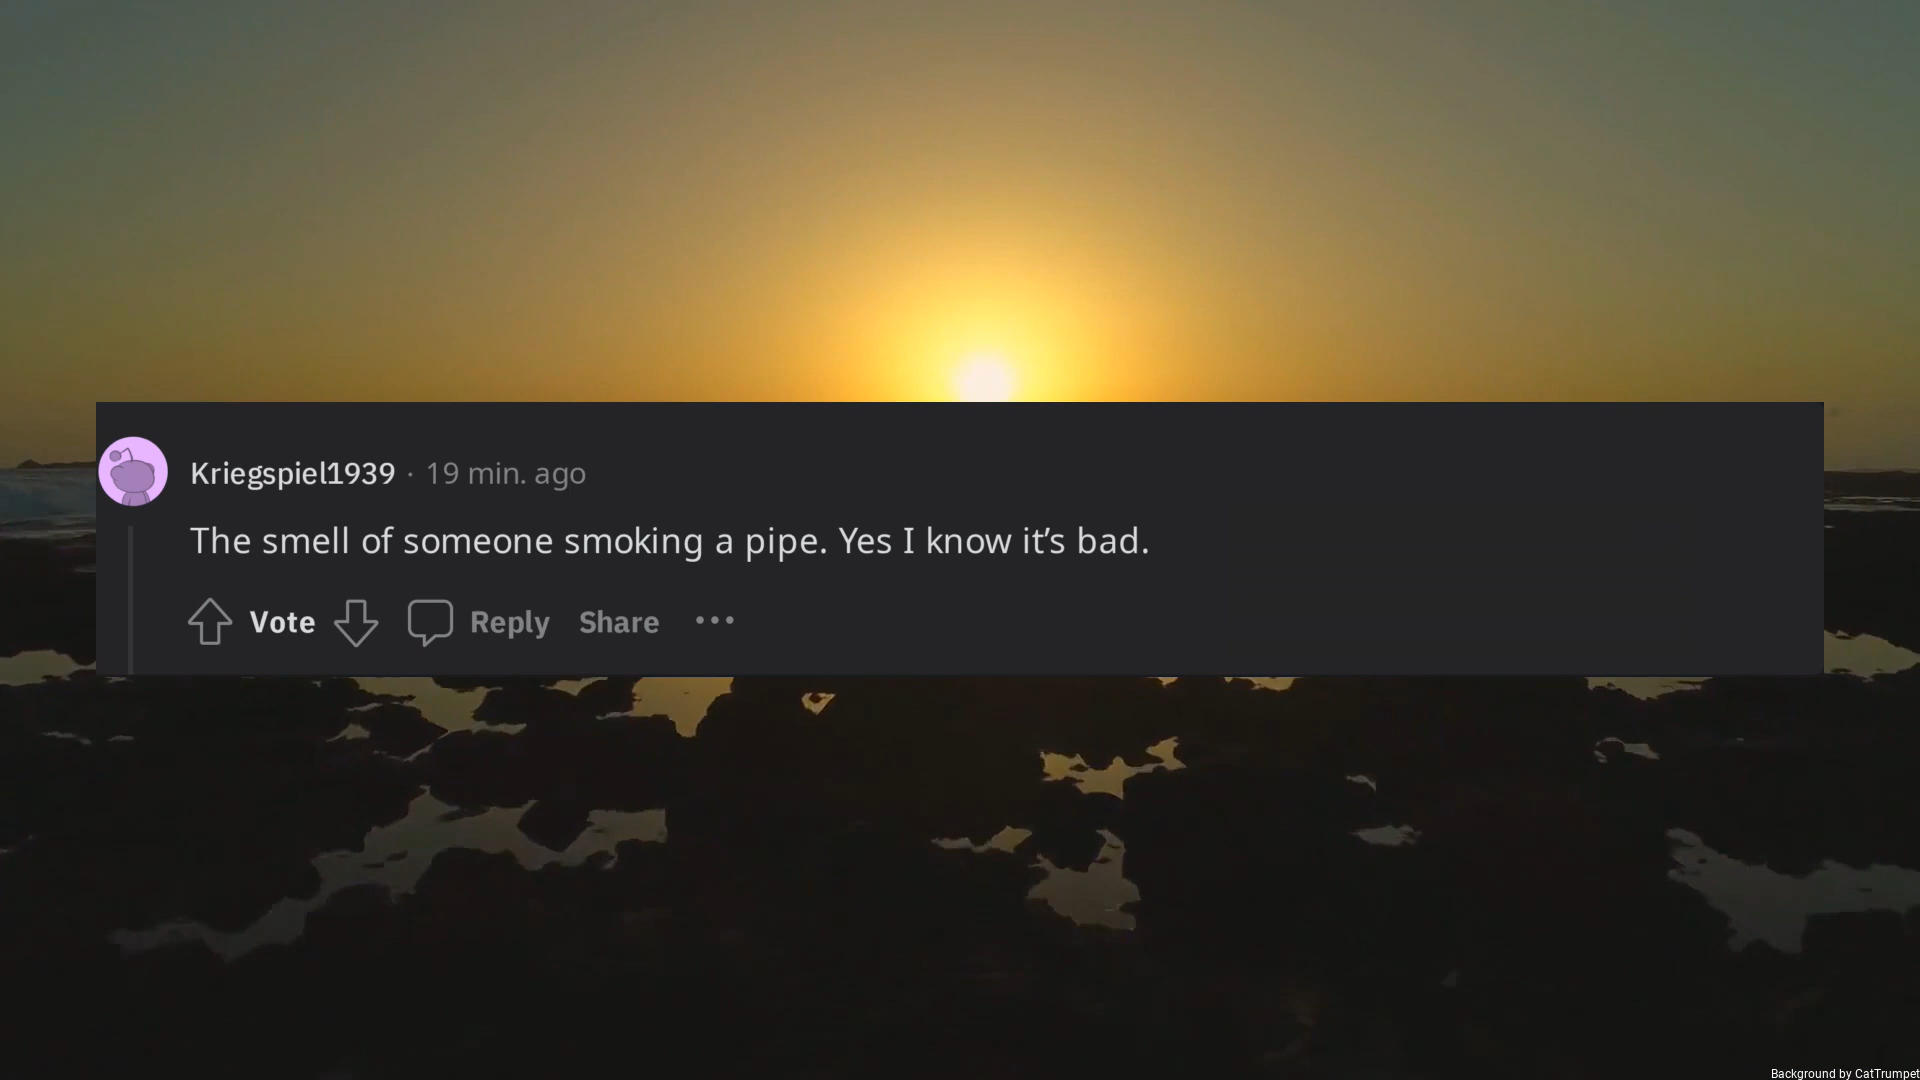 Kriegspiel1939 · 19 min. ago
The smell of someone smoking a pipe. Yes I know it’s bad.
Vote Reply Share ···
Background by CatTrumpet